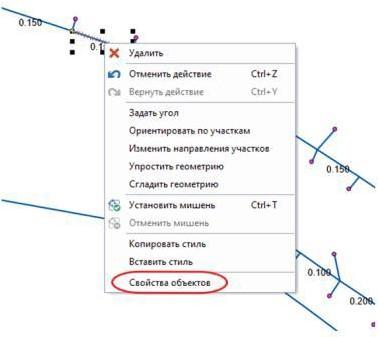 0.150
0.1
Удалить
Отменить действие Ctrl+Z
Вернуть действие Ctrl+Y
Задать угол
Ориентировать по участкам
Изменить направления участков
Упростить геометрию
Сгладить геометрию
0.150
Установить мишень Ctrl+T
Отменить мишень
Копировать стиль
Вставить стиль
0.100
Свойства объектов
0.200